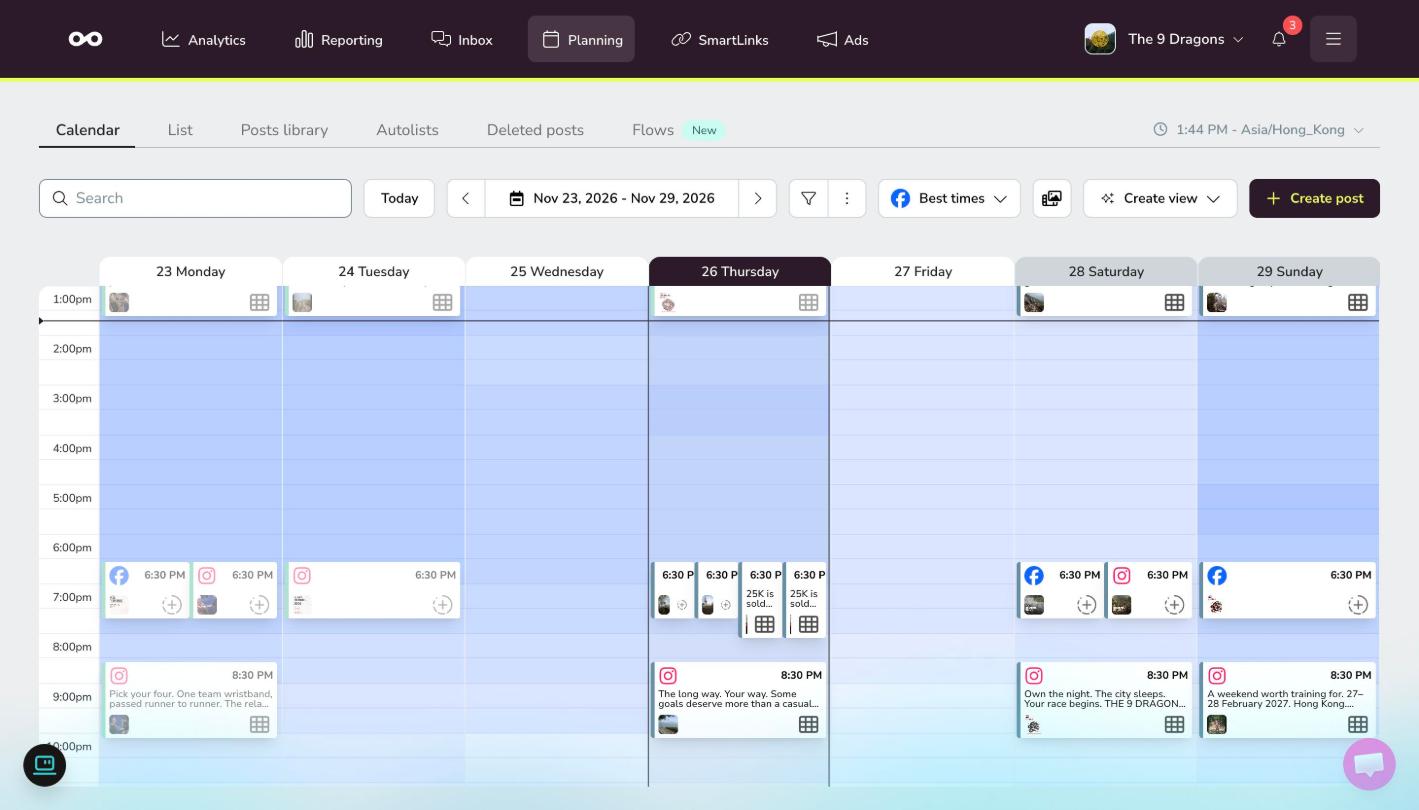 Analytics
Reporting
Inbox
Planning
SmartLinks
Ads
The 9 Dragons
3
Calendar
List
Posts library
Autolists
Deleted posts
Flows New
1:44 PM - Asia/Hong_Kong
Search
Today
Nov 23, 2026 - Nov 29, 2026
Best times
Create view
Create post
23 Monday
24 Tuesday
25 Wednesday
26 Thursday
27 Friday
28 Saturday
29 Sunday
1:00pm
2:00pm
3:00pm
4:00pm
5:00pm
6:00pm
6:30 PM
6:30 PM
6:30 PM
6:30 P
6:30 P
6:30 P
6:30 P
6:30 PM
6:30 PM
6:30 PM
25K is
sold...
25K is
sold...
7:00pm
8:00pm
8:30 PM
Pick your four. One team wristband,
passed runner to runner. The rela...
8:30 PM
The long way. Your way. Some
goals deserve more than a casual...
8:30 PM
Own the night. The city sleeps.
Your race begins. THE 9 DRAGON...
8:30 PM
A weekend worth training for. 27–
28 February 2027. Hong Kong....
9:00pm
10:00pm